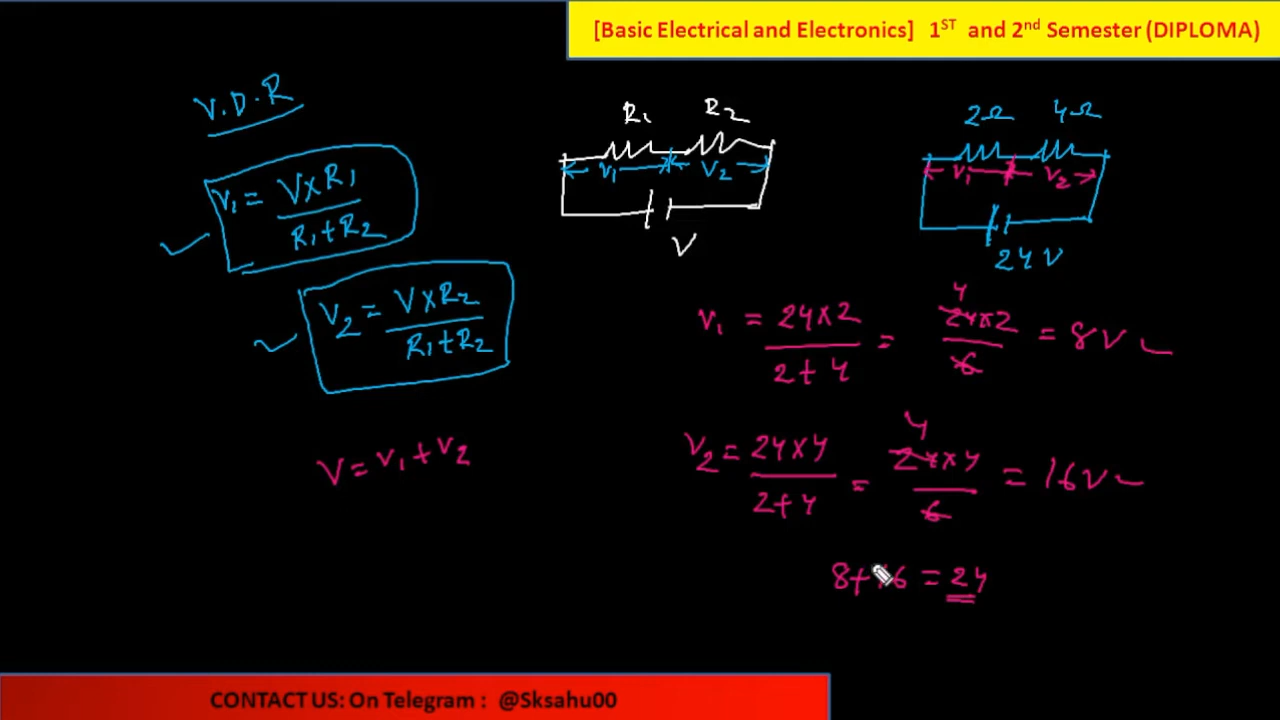 [Basic Electrical and Electronics] 1ST and 2nd Semester (DIPLOMA)
V.D.R
V1 = V×R1 / R1+R2
V2 = V×R2 / R1+R2
V = V1 + V2
R1 R2
V1 V2
V
2Ω 4Ω
V1 V2
24V
V1 = 24×2 / 2+4 = 4 24×2 / 6 = 8V
V2 = 24×4 / 2+4 = 4 24×4 / 6 = 16V
8+16 = 24
CONTACT US: On Telegram : @Sksahu00